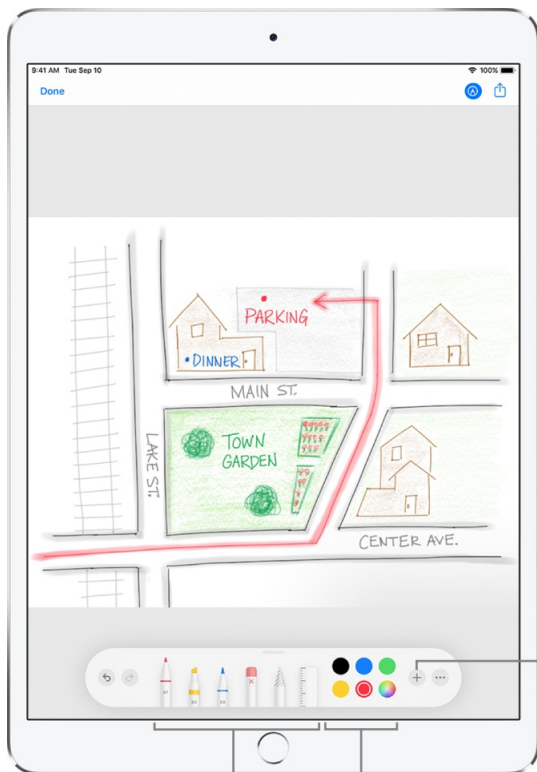 9:41 AM Tue Sep 10
100%
Done
PARKING
DINNER
MAIN ST.
LAKE ST.
TOWN
GARDEN
CENTER AVE.